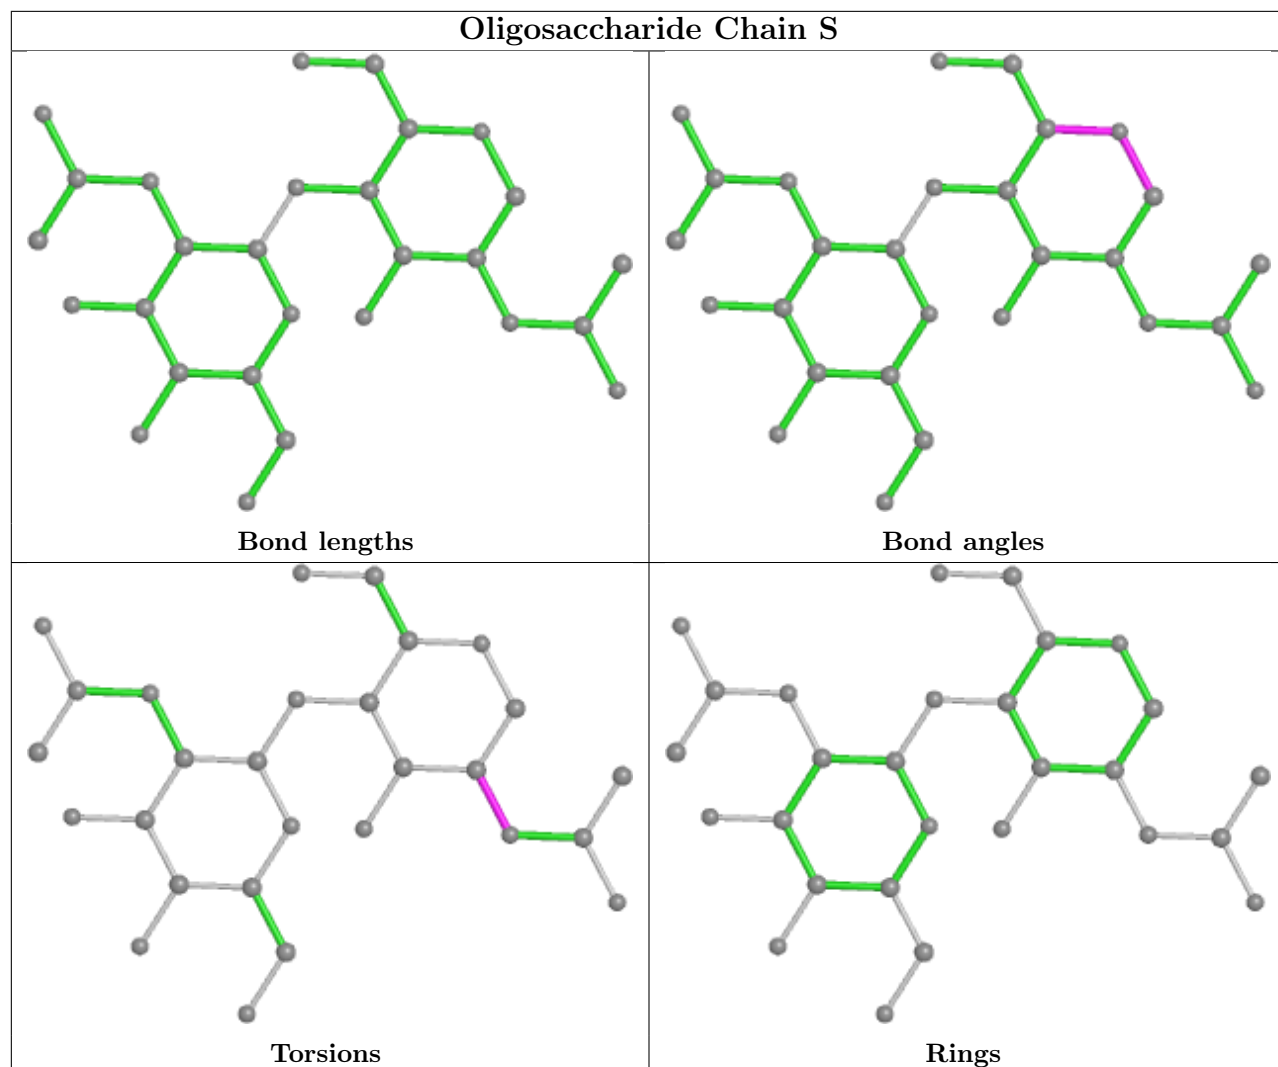 Oligosaccharide Chain S
Bond lengths
Bond angles
Torsions
Rings